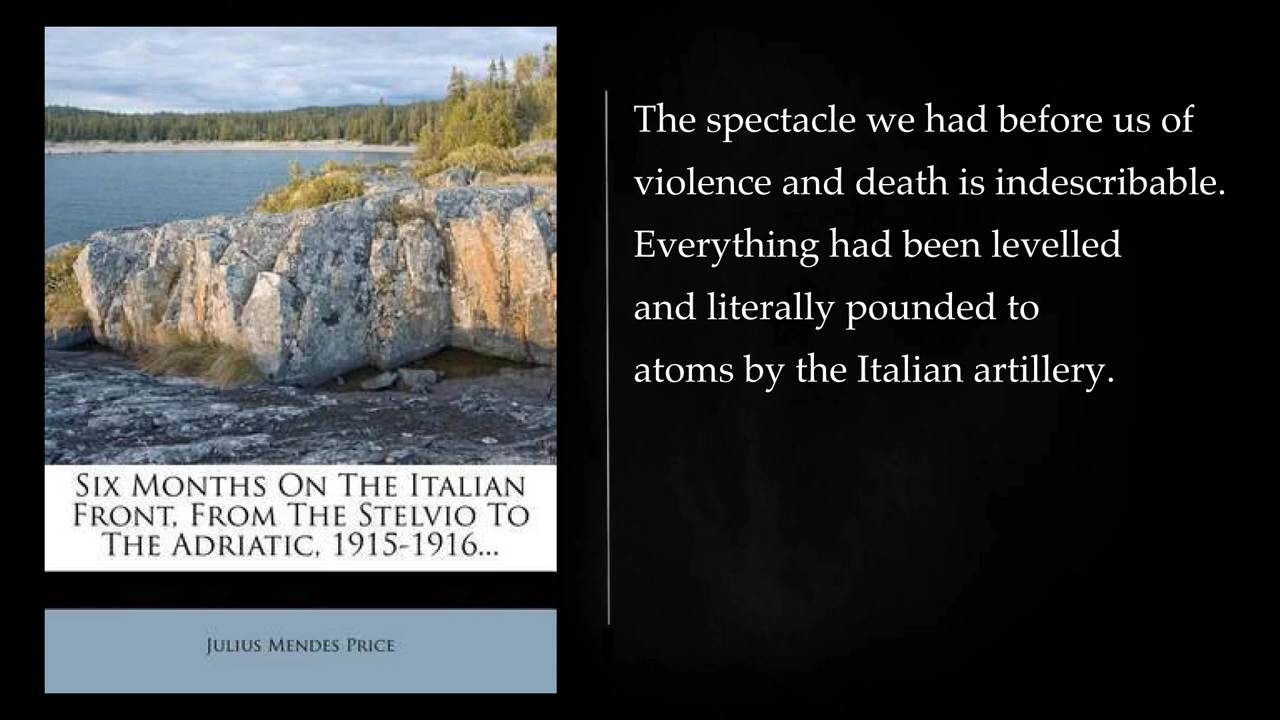 The spectacle we had before us of
violence and death is indescribable.
Everything had been levelled
and literally pounded to
atoms by the Italian artillery.
Six Months On The Italian
Front, From The Stelvio To
The Adriatic, 1915-1916...
Julius Mendes Price